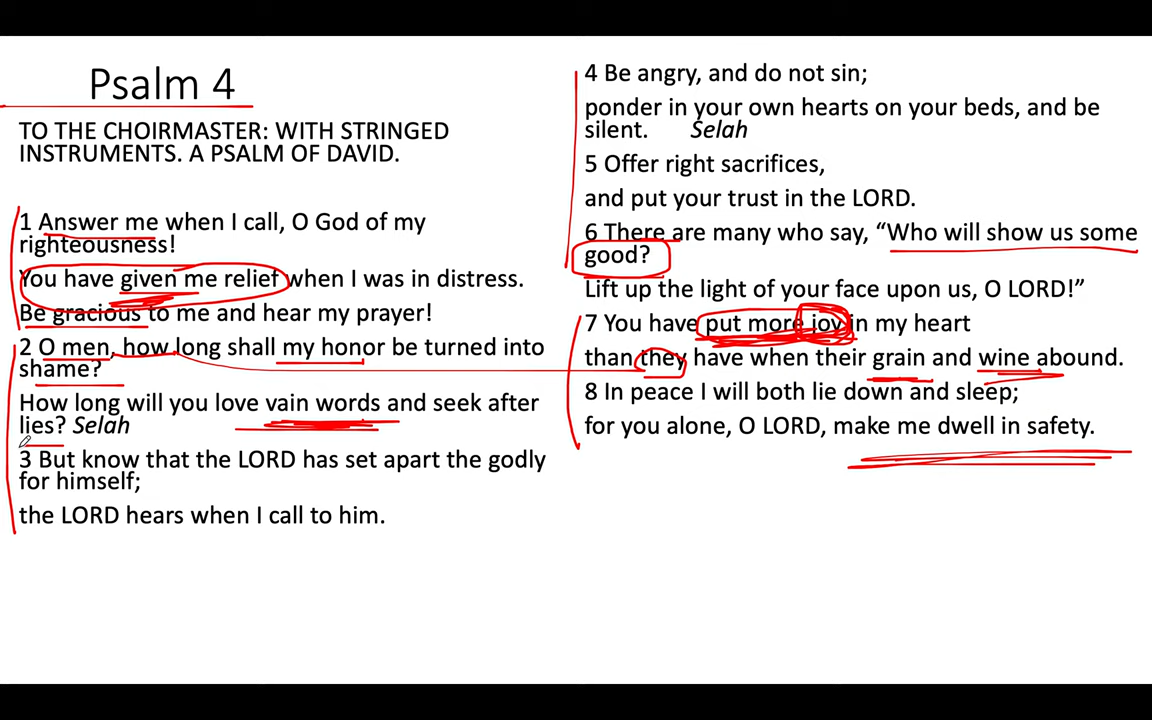 Psalm 4
TO THE CHOIRMASTER: WITH STRINGED
INSTRUMENTS. A PSALM OF DAVID.
1 Answer me when I call, O God of my
righteousness!
You have given me relief when I was in distress.
Be gracious to me and hear my prayer!
2 O men, how long shall my honor be turned into
shame?
How long will you love vain words and seek after
lies? Selah
3 But know that the LORD has set apart the godly
for himself;
the LORD hears when I call to him.
4 Be angry, and do not sin;
ponder in your own hearts on your beds, and be
silent. Selah
5 Offer right sacrifices,
and put your trust in the LORD.
6 There are many who say, “Who will show us some
good?
Lift up the light of your face upon us, O LORD!”
7 You have put more joy in my heart
than they have when their grain and wine abound.
8 In peace I will both lie down and sleep;
for you alone, O LORD, make me dwell in safety.